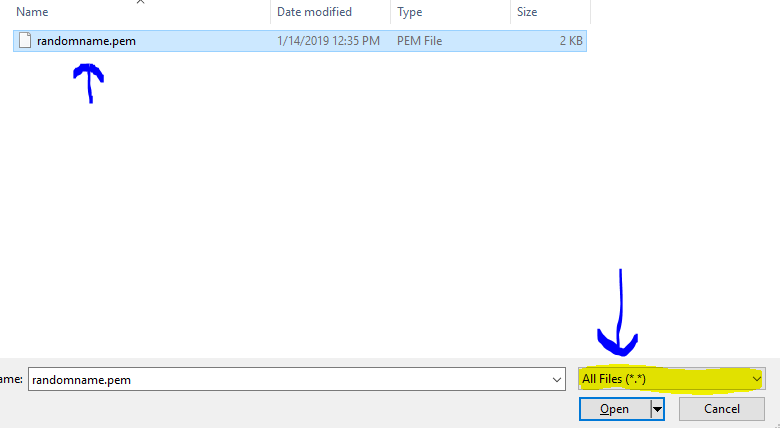 Name Date modified Type Size
randomname.pem 1/14/2019 12:35 PM PEM File 2 KB
ame: randomname.pem All Files (*.*)
Open Cancel